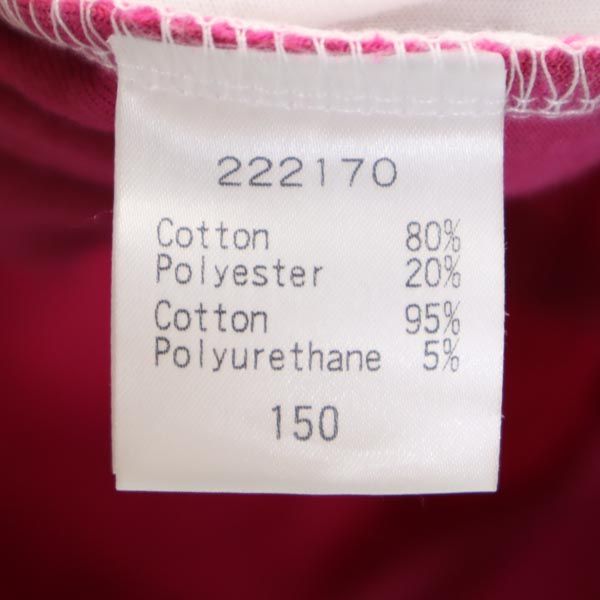 222170
Cotton 80%
Polyester 20%
Cotton 95%
Polyurethane 5%
150